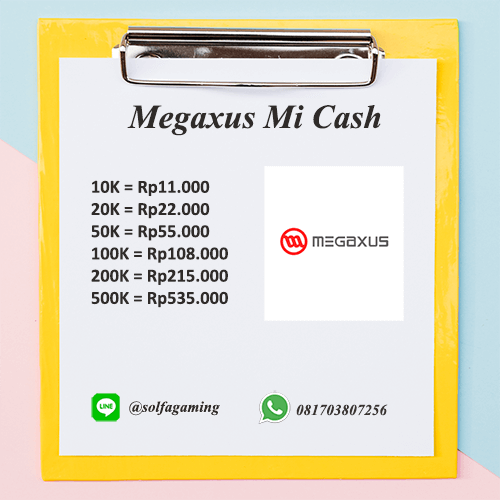 Megaxus Mi Cash
10K = Rp11.000
20K = Rp22.000
50K = Rp55.000
100K = Rp108.000
200K = Rp215.000
500K = Rp535.000
MEGAXUS
LINE
@solfagaming
081703807256